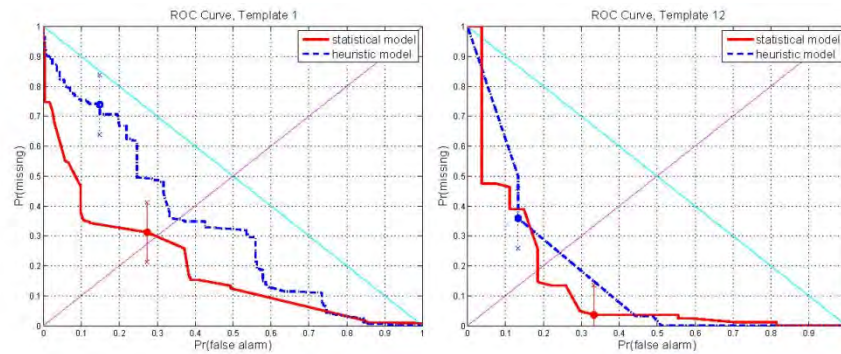 ROC Curve, Template 1
statistical model
heuristic model
Pr(missing)
1
0.9
0.8
0.7
0.6
0.5
0.4
0.3
0.2
0.1
0
0 0.1 0.2 0.3 0.4 0.5 0.6 0.7 0.8 0.9 1
Pr(false alarm)
ROC Curve, Template 12
statistical model
heuristic model
Pr(missing)
1
0.9
0.8
0.7
0.6
0.5
0.4
0.3
0.2
0.1
0
0 0.1 0.2 0.3 0.4 0.5 0.6 0.7 0.8 0.9
Pr(false alarm)